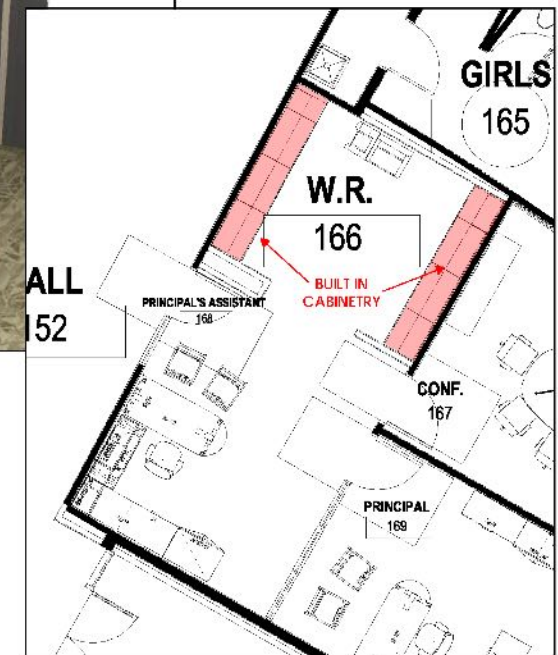 GIRLS
165
W.R.
166
BUILT IN
CABINETRY
ALL
152
PRINCIPAL'S ASSISTANT
168
CONF.
167
PRINCIPAL
169